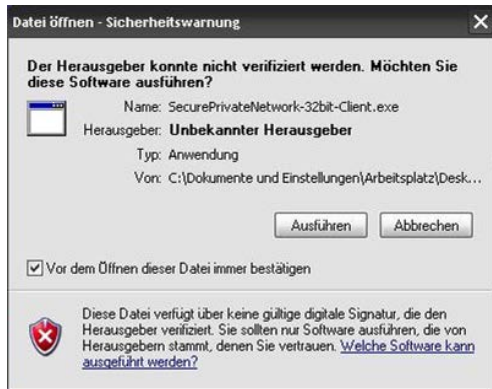 Datei öffnen - Sicherheitswarnung
Der Herausgeber konnte nicht verifiziert werden. Möchten Sie
diese Software ausführen?
Name: SecurePrivateNetwork-32bit-Client.exe
Herausgeber: Unbekannter Herausgeber
Typ: Anwendung
Von: C:\Dokumente und Einstellungen\Arbeitsplatz\Desk...
Ausführen Abbrechen
Vor dem Öffnen dieser Datei immer bestätigen
Diese Datei verfügt über keine gültige digitale Signatur, die den
Herausgeber verifiziert. Sie sollten nur Software ausführen, die von
Herausgebern stammt, denen Sie vertrauen. Welche Software kann
ausgeführt werden?